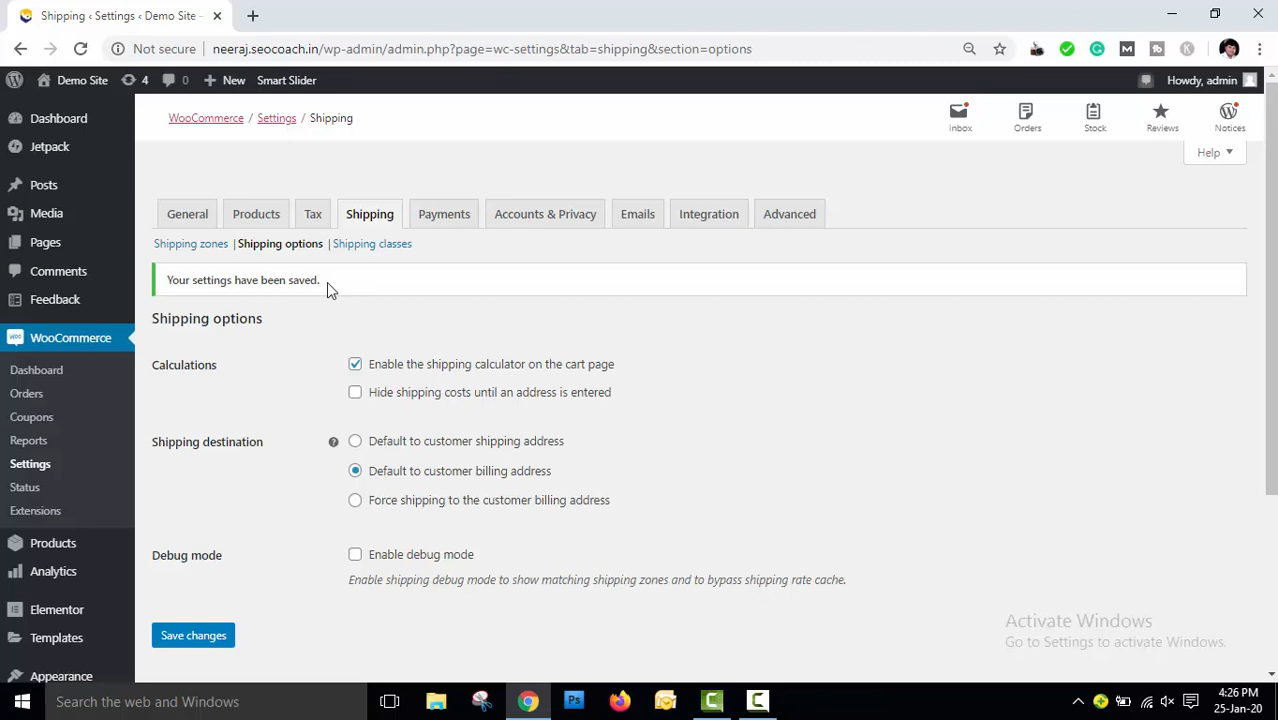 Shipping ‹ Settings ‹ Demo Site –
Not secure neeraj.seocoach.in/wp-admin/admin.php?page=wc-settings&tab=shipping&section=options
Demo Site 4 0 New Smart Slider Howdy, admin
Dashboard
Jetpack
Posts
Media
Pages
Comments
Feedback
WooCommerce
Dashboard
Orders
Coupons
Reports
Settings
Status
Extensions
Products
Analytics
Elementor
Templates
Appearance
WooCommerce / Settings / Shipping
Inbox Orders Stock Reviews Notices
Help
General Products Tax Shipping Payments Accounts & Privacy Emails Integration Advanced
Shipping zones | Shipping options | Shipping classes
Your settings have been saved.
Shipping options
Calculations Enable the shipping calculator on the cart page
Hide shipping costs until an address is entered
Shipping destination Default to customer shipping address
Default to customer billing address
Force shipping to the customer billing address
Debug mode Enable debug mode
Enable shipping debug mode to show matching shipping zones and to bypass shipping rate cache.
Save changes
Activate Windows
Go to Settings to activate Windows.
Search the web and Windows
4:26 PM
25-Jan-20